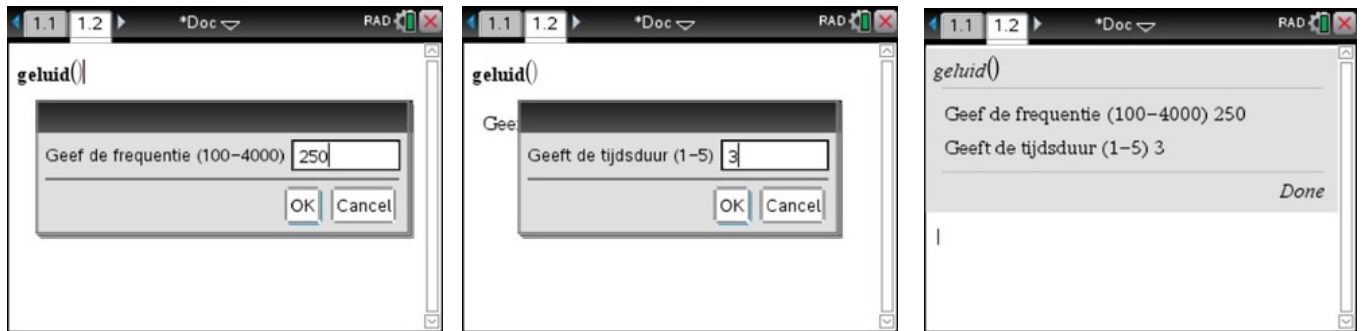 1.1 1.2 *Doc RAD
geluid()
Geef de frequentie (100-4000) 250
OK Cancel
1.1 1.2 *Doc RAD
geluid()
Gee
Geeft de tijdsduur (1-5) 3
OK Cancel
1.1 1.2 *Doc RAD
geluid()
Geef de frequentie (100-4000) 250
Geeft de tijdsduur (1-5) 3
Done